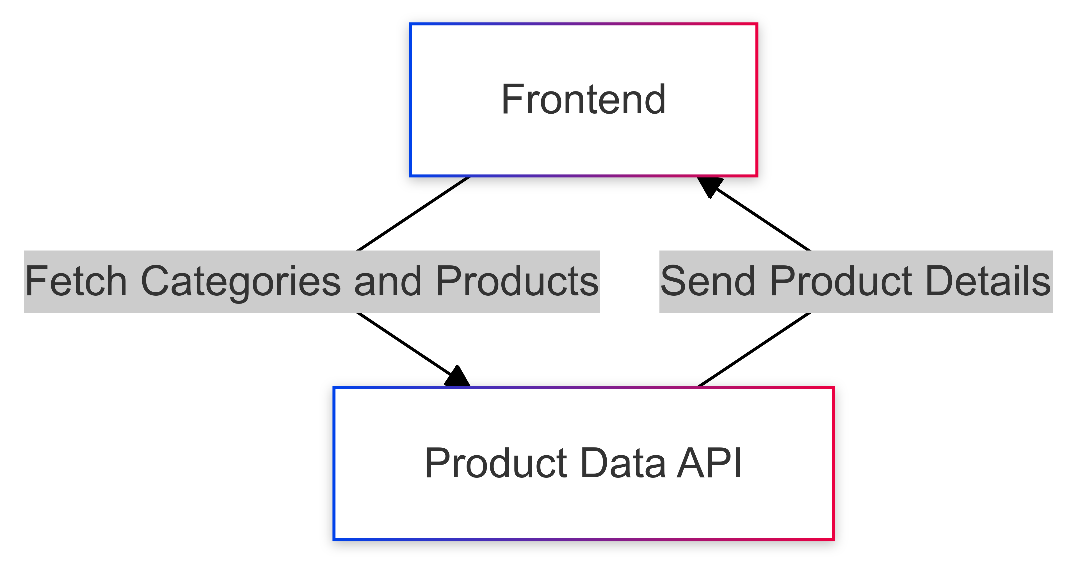 Frontend
Fetch Categories and Products
Send Product Details
Product Data API